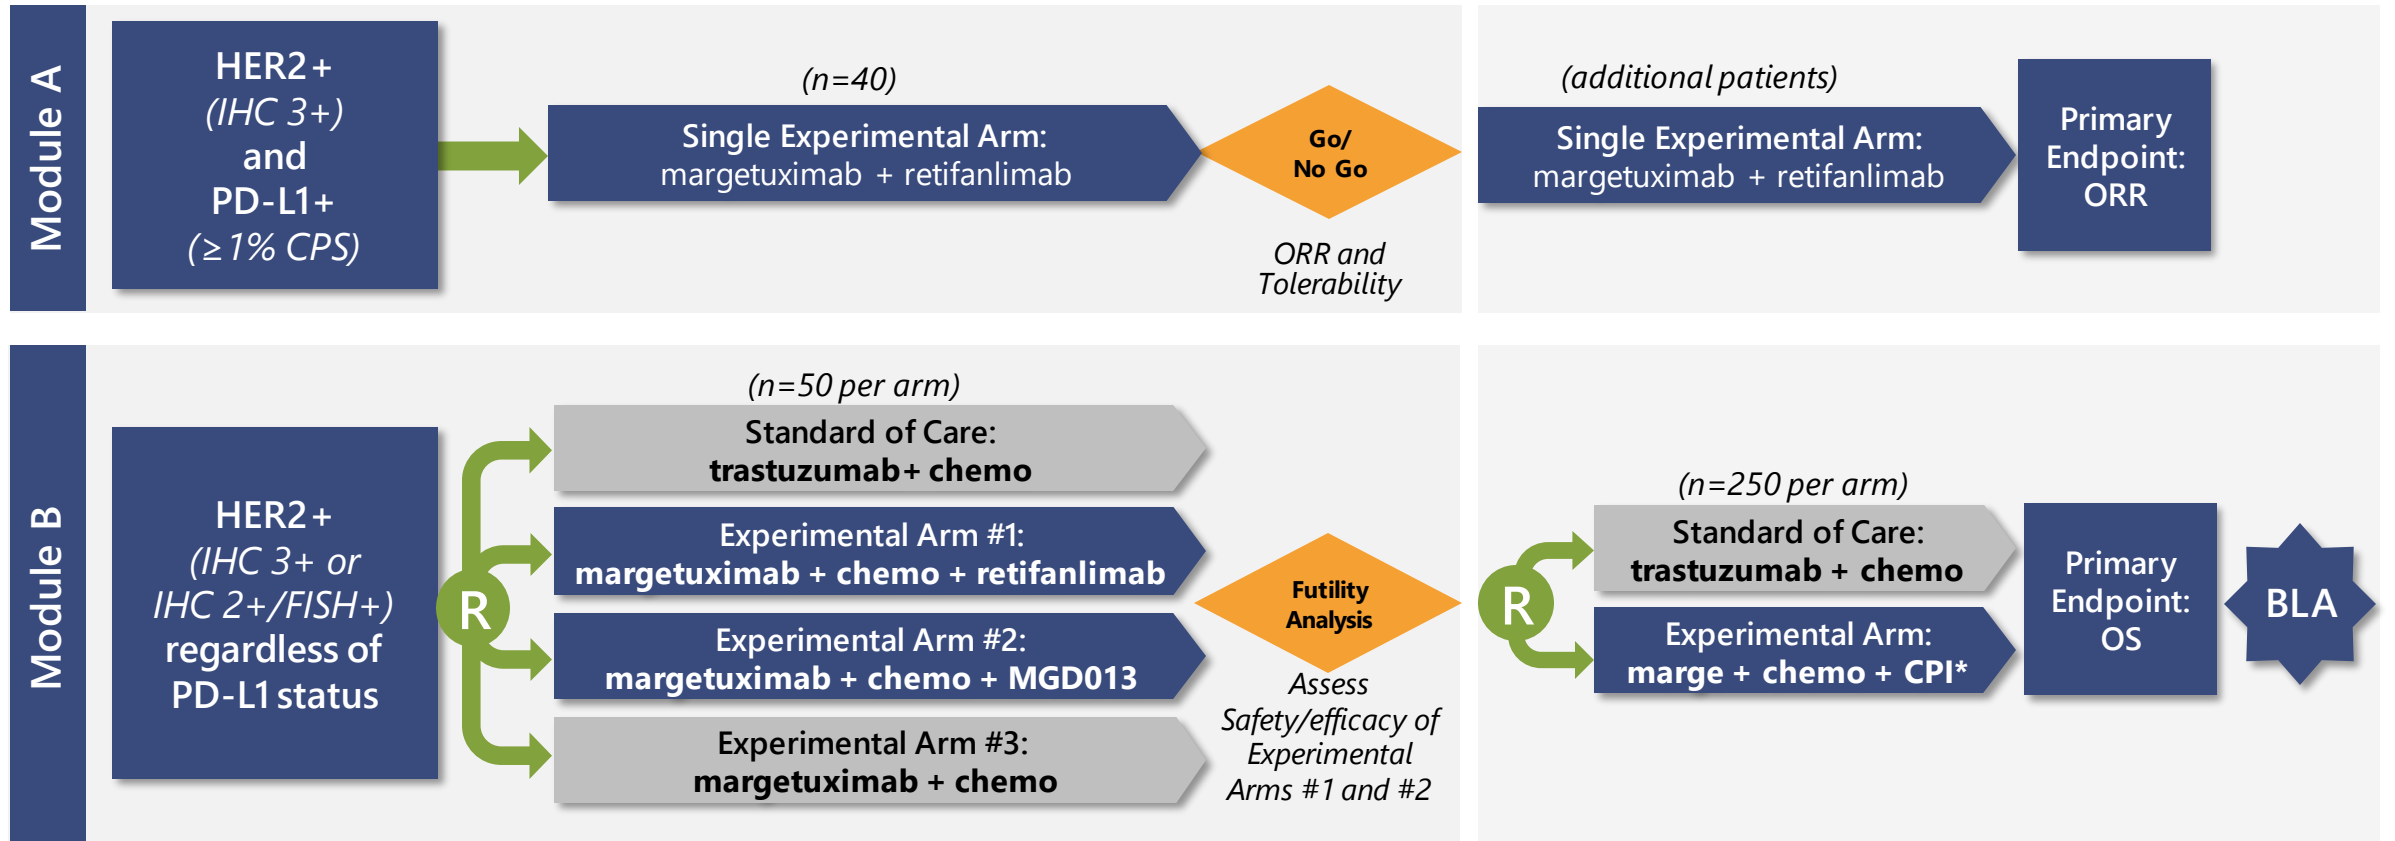 Module A
HER2+
(IHC 3+)
and
PD-L1+
(≥1% CPS)
(n=40)
Single Experimental Arm:
margetuximab + retifanlimab
Go/
No Go
ORR and
Tolerability
(additional patients)
Single Experimental Arm:
margetuximab + retifanlimab
Primary
Endpoint:
ORR
Module B
HER2+
(IHC 3+ or
IHC 2+/FISH+)
regardless of
PD-L1 status
R
(n=50 per arm)
Standard of Care:
trastuzumab+ chemo
Experimental Arm #1:
margetuximab + chemo + retifanlimab
Experimental Arm #2:
margetuximab + chemo + MGD013
Experimental Arm #3:
margetuximab + chemo
Futility
Analysis
Assess
Safety/efficacy of
Experimental
Arms #1 and #2
R
(n=250 per arm)
Standard of Care:
trastuzumab + chemo
Experimental Arm:
marge + chemo + CPI*
Primary
Endpoint:
OS
BLA